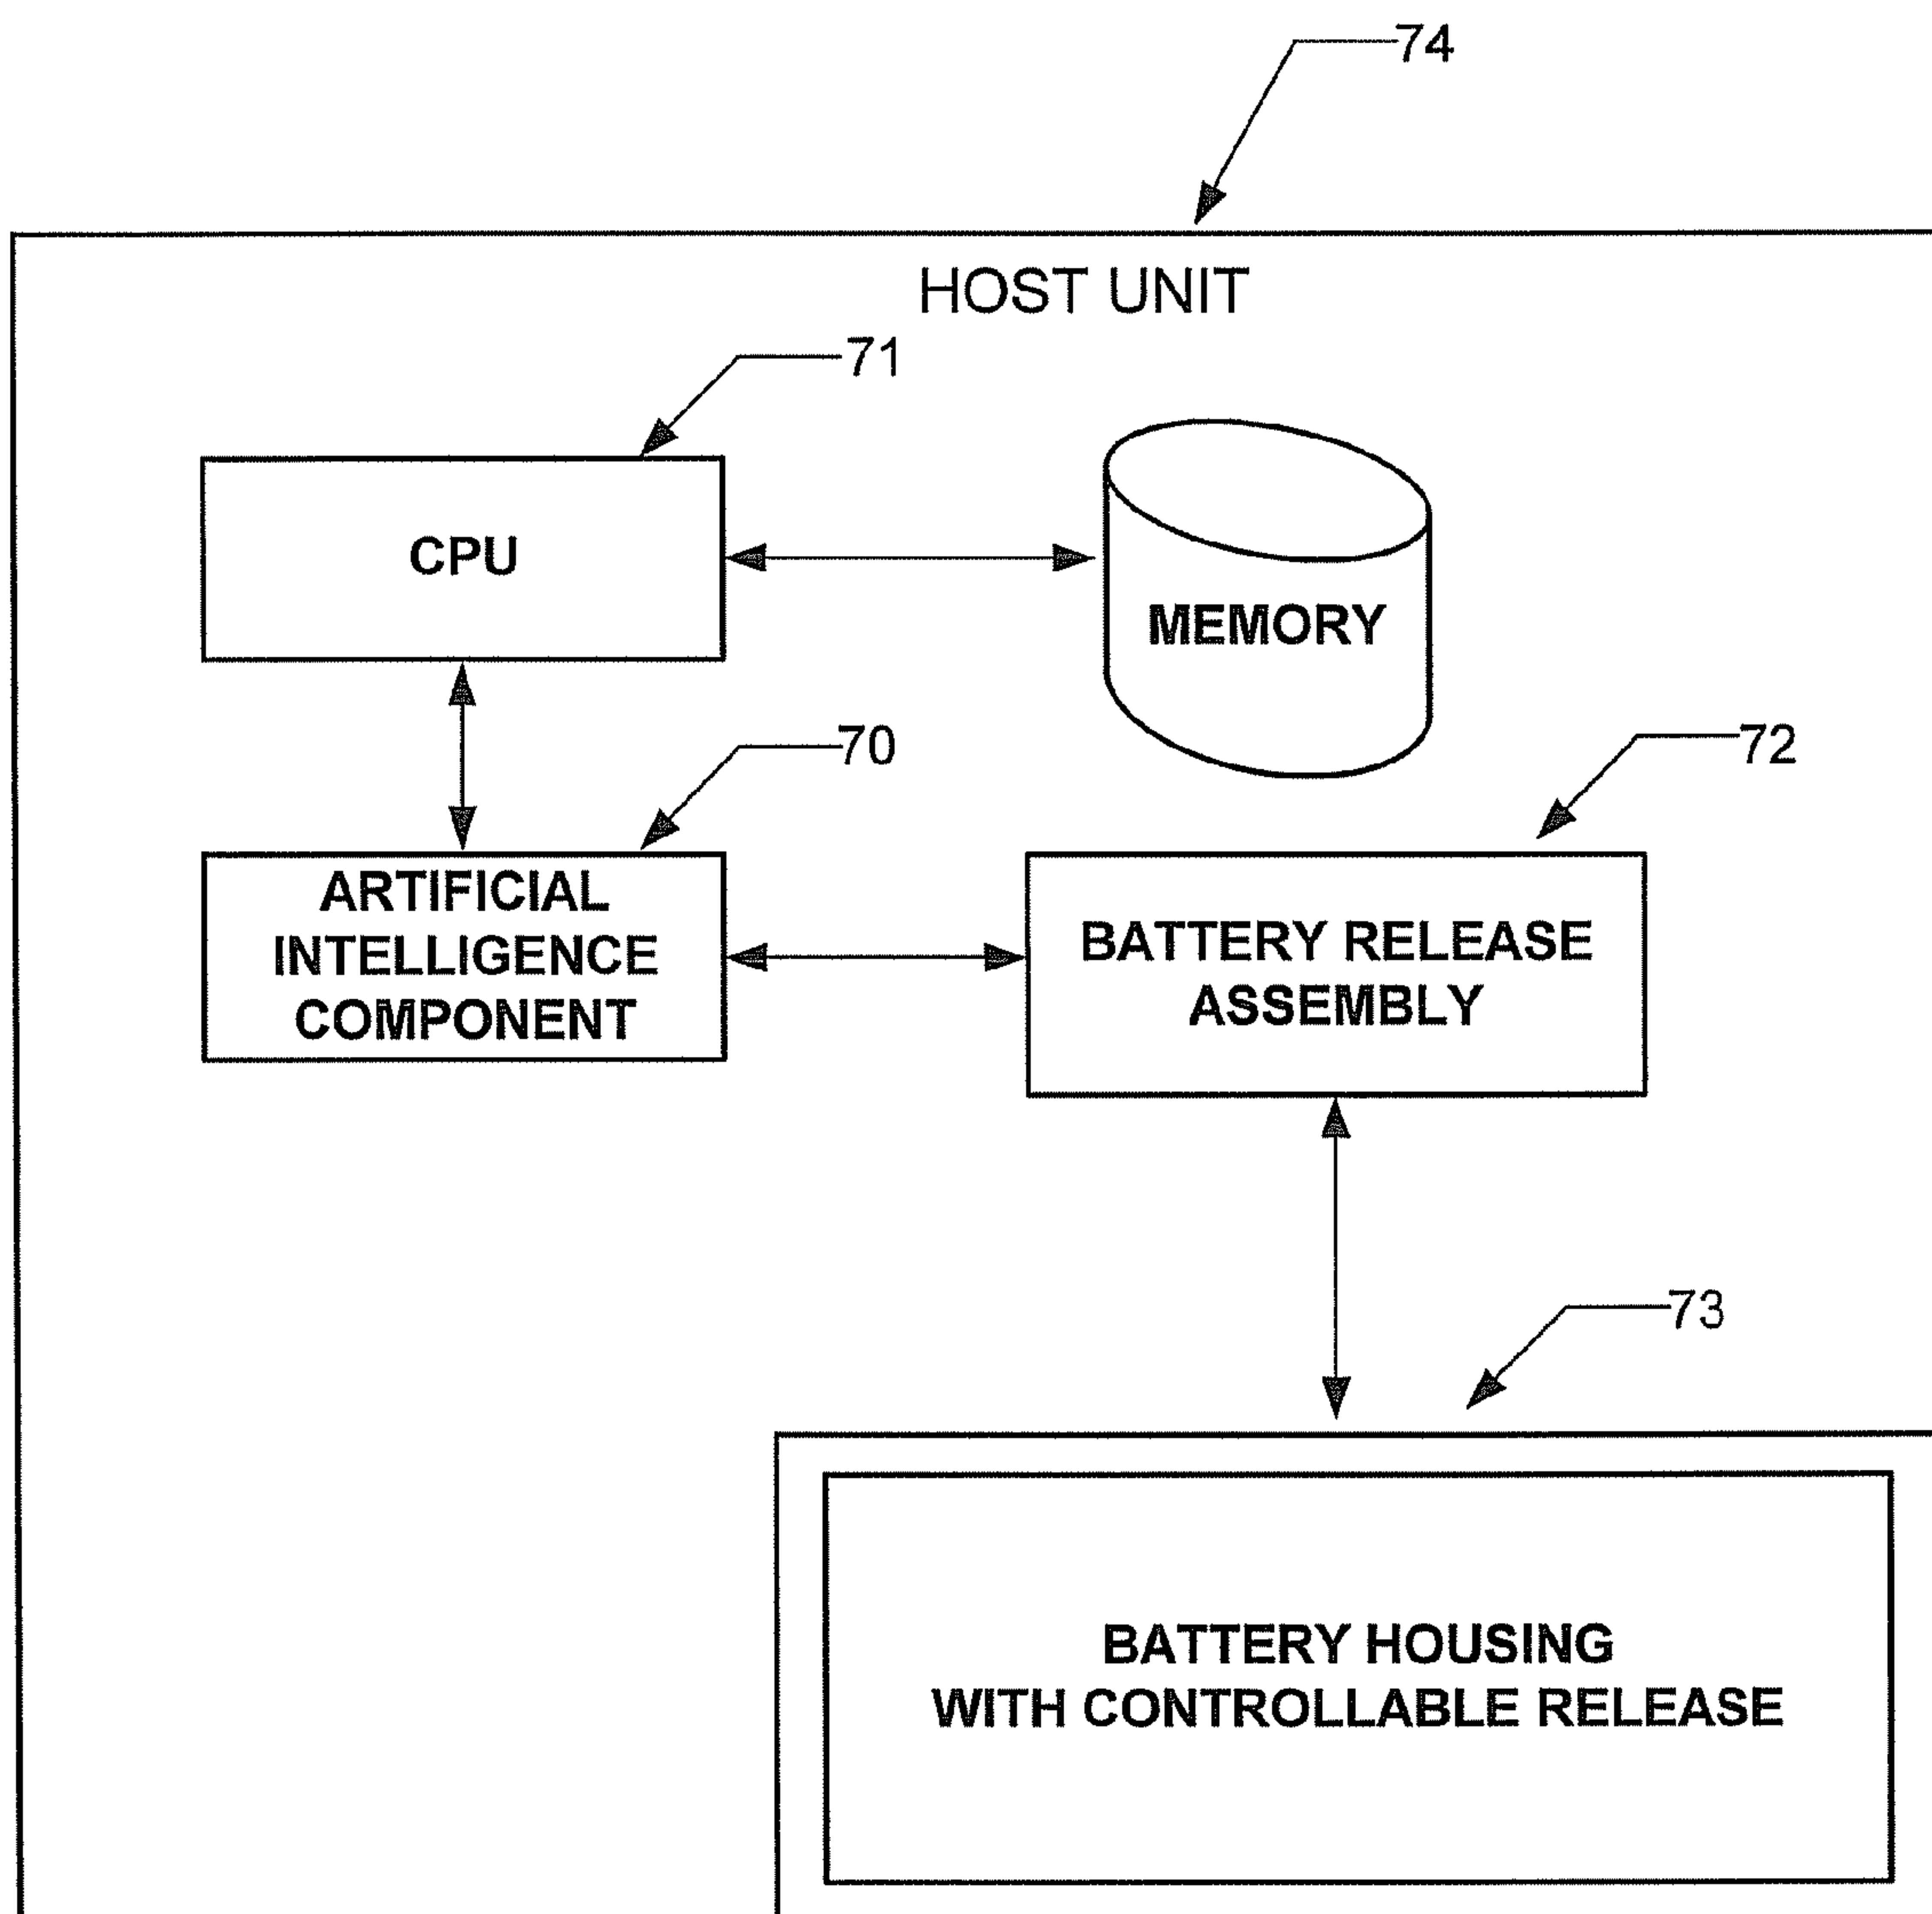 74
HOST UNIT
71
CPU
MEMORY
70
72
ARTIFICIAL
INTELLIGENCE
COMPONENT
BATTERY RELEASE
ASSEMBLY
73
BATTERY HOUSING
WITH CONTROLLABLE RELEASE